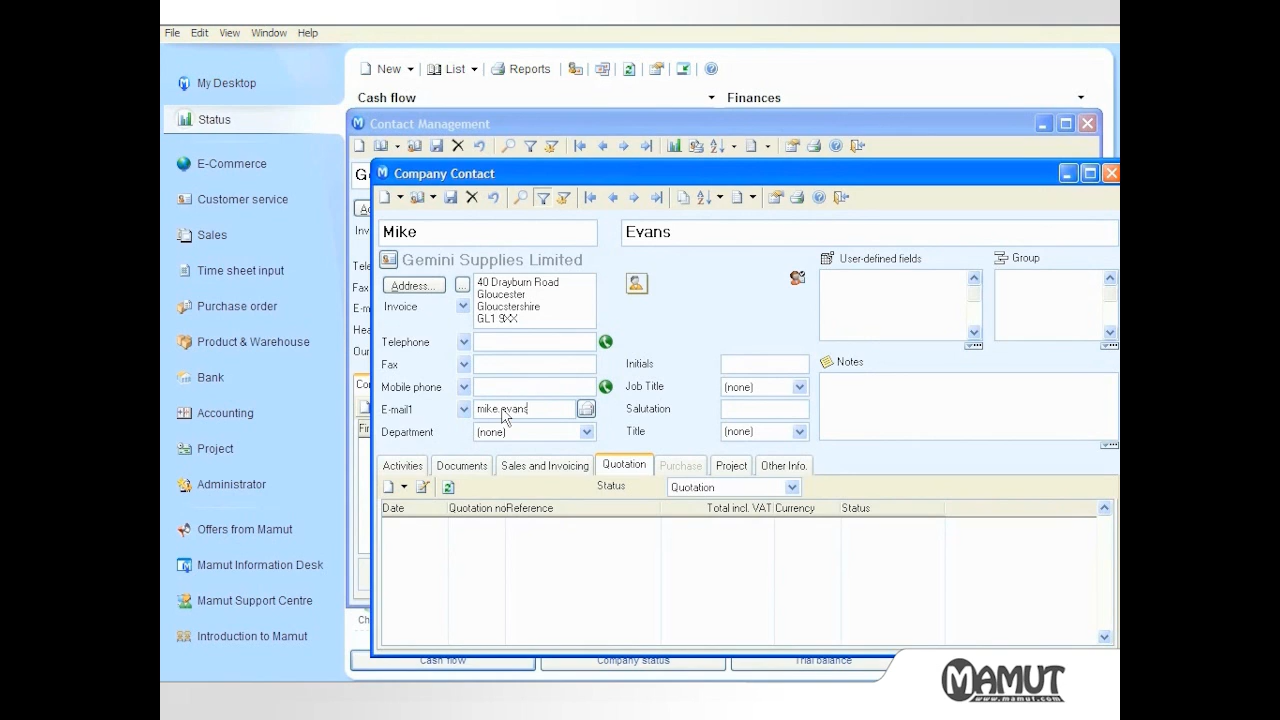 File Edit View Window Help
My Desktop
Status
E-Commerce
Customer service
Sales
Time sheet input
Purchase order
Product & Warehouse
Bank
Accounting
Project
Administrator
Offers from Mamut
Mamut Information Desk
Mamut Support Centre
Introduction to Mamut
New List Reports
Cash flow Finances
Contact Management
Company Contact
Mike Evans
Gemini Supplies Limited
Address... ...
40 Drayburn Road
Gloucester
Gloucstershire
GL1 9XX
Invoice
User-defined fields Group
Telephone
Fax Initials Notes
Mobile phone Job Title (none)
E-mail1 mike.evans Salutation
Department (none) Title (none)
Activities Documents Sales and Invoicing Quotation Purchase Project Other Info.
Status Quotation
Date Quotation no Reference Total incl. VAT Currency Status
Cash flow Company status Trial balance
MAMUT
www.mamut.com